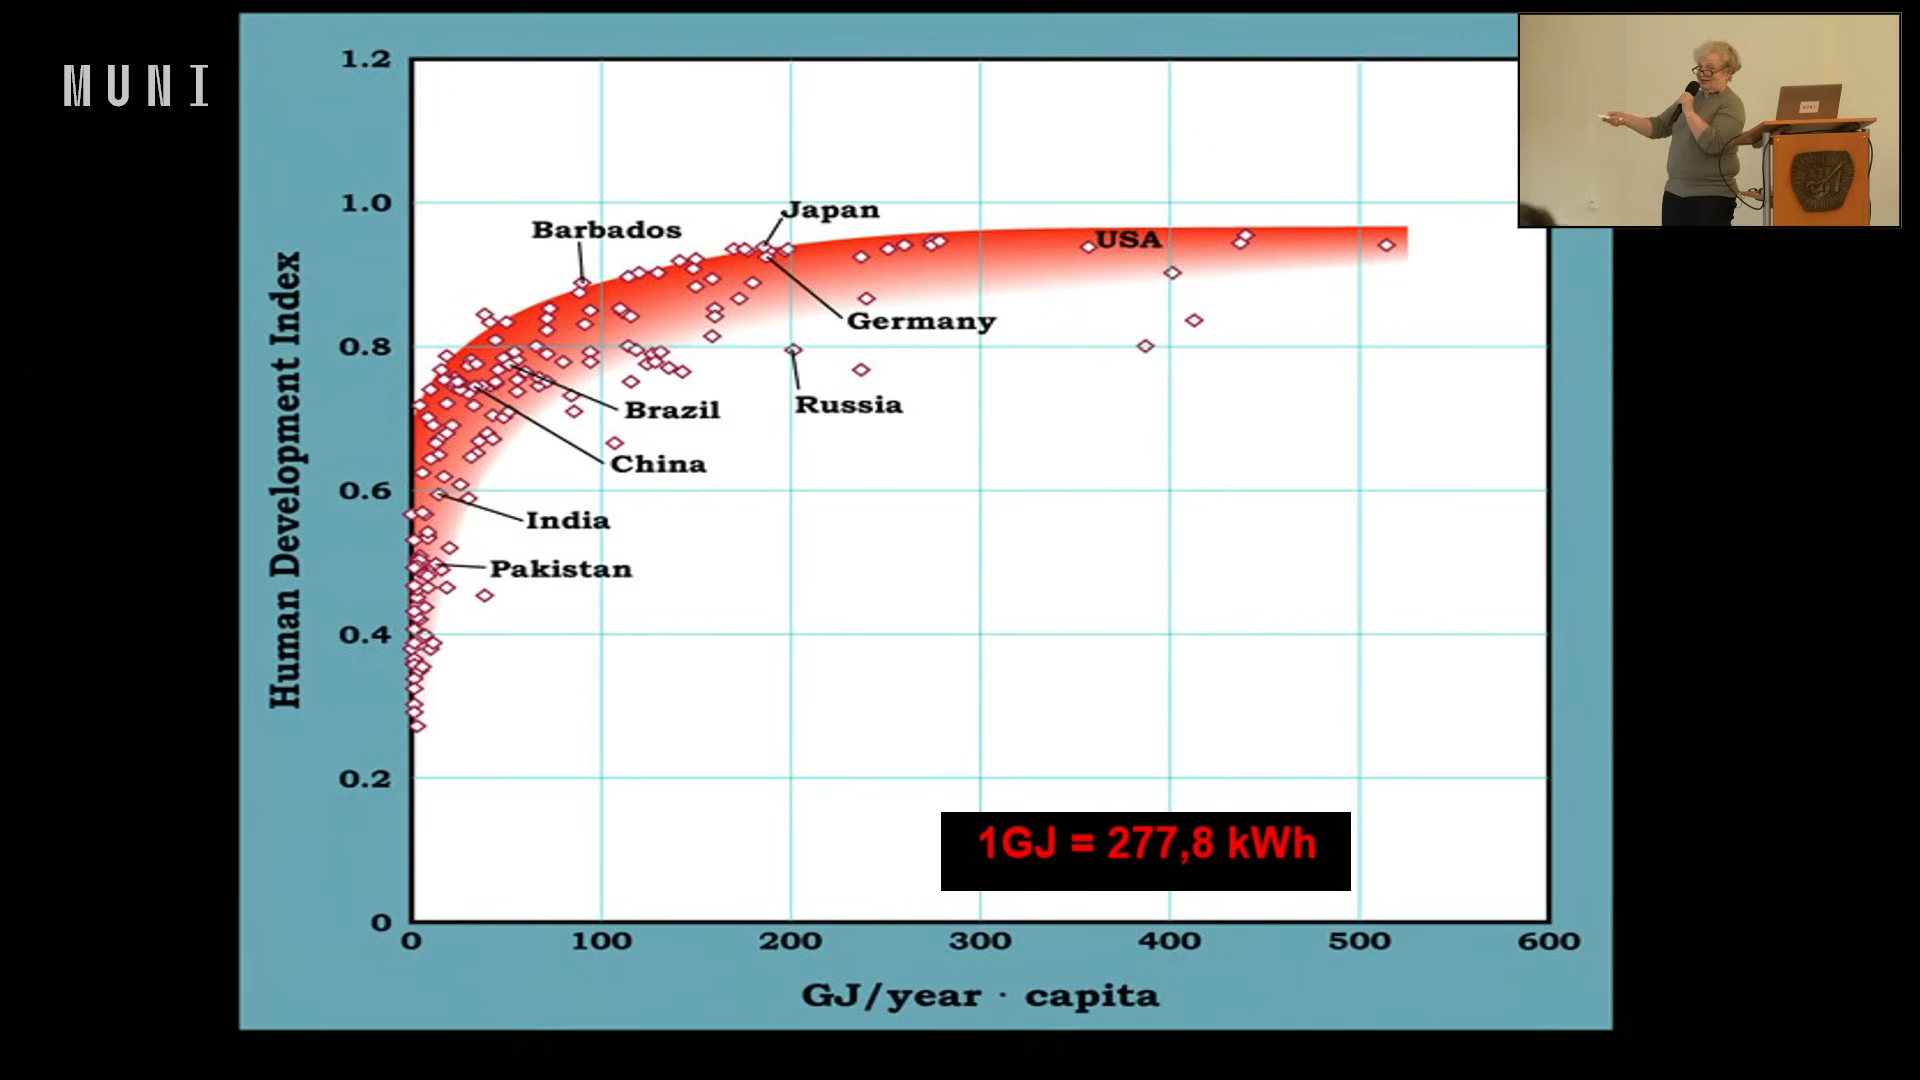 MUNI
1.2
1.0
0.8
0.6
0.4
0.2
0
Human Development Index
Barbados
Japan
USA
Germany
Brazil
Russia
China
India
Pakistan
1GJ = 277,8 kWh
0 100 200 300 400 500 600
GJ/year · capita